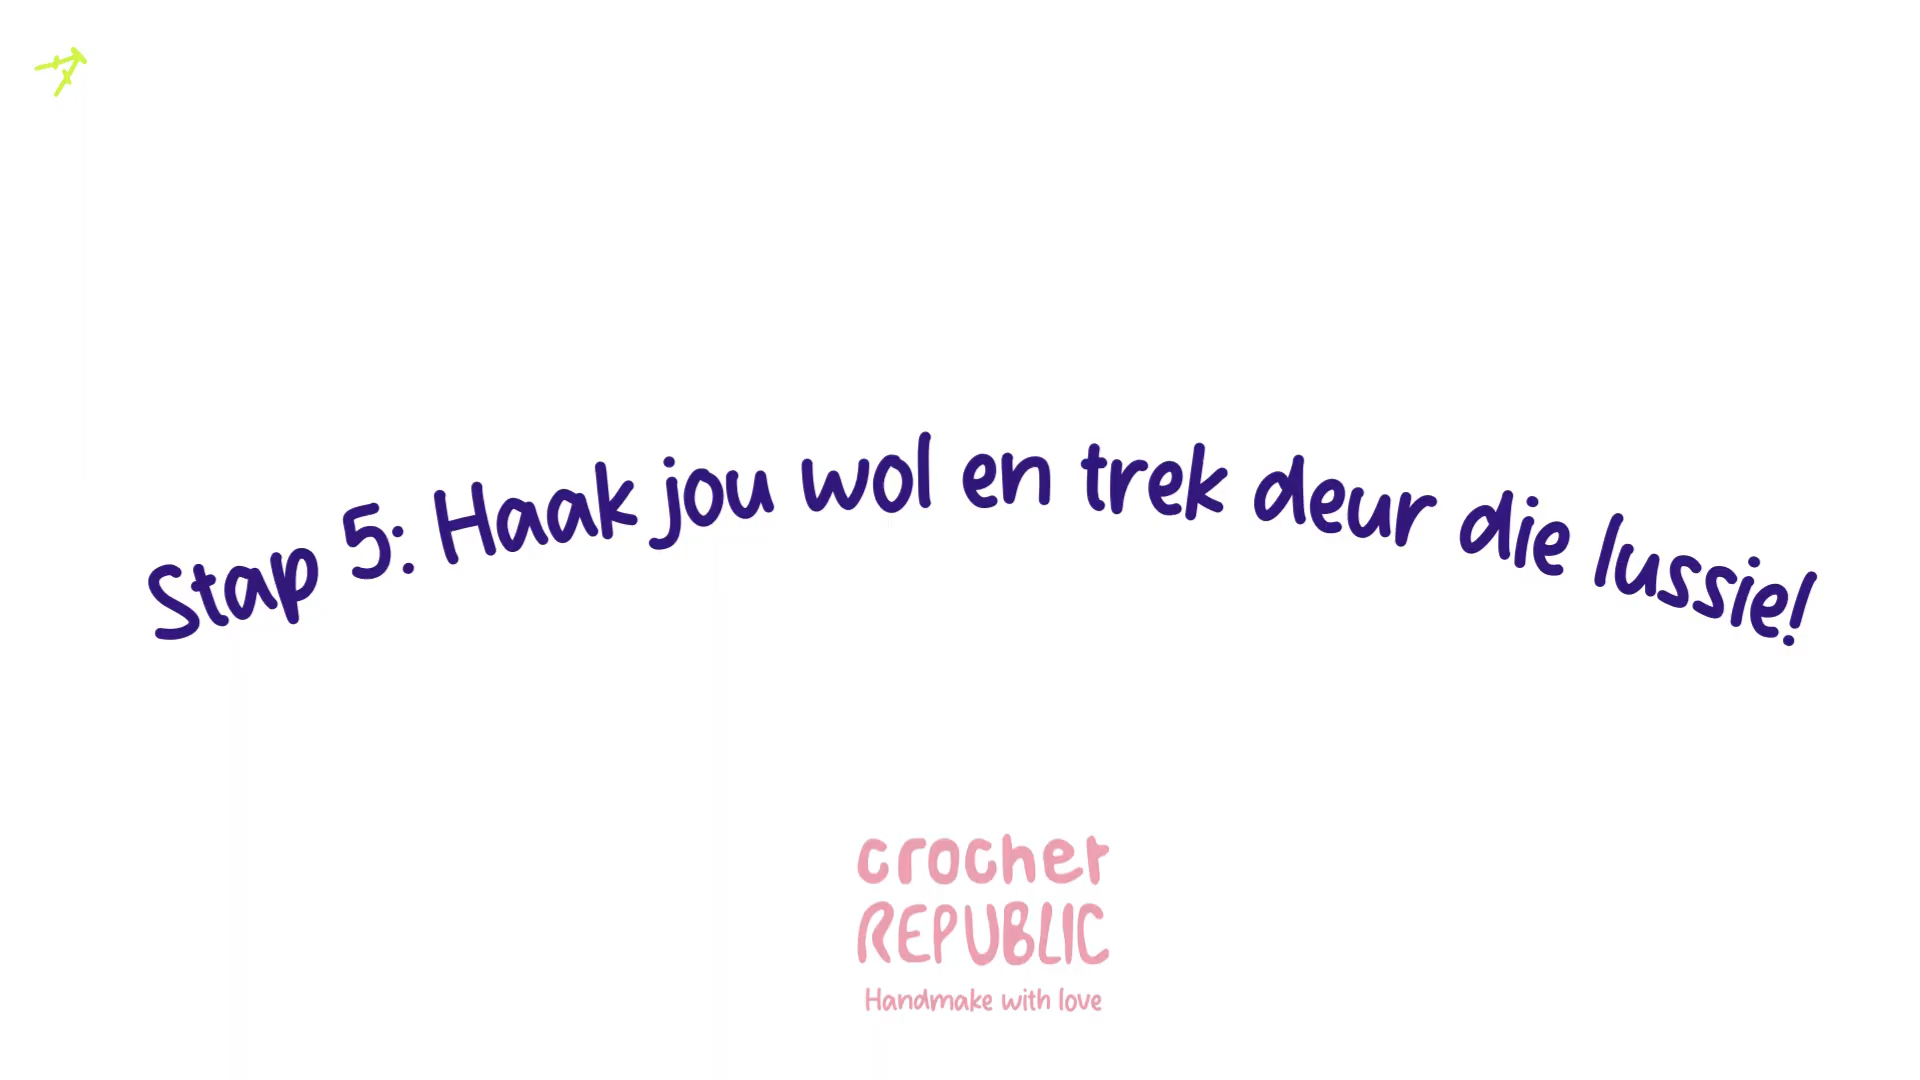 Stap 5: Haak jou wol en trek deur die lussie!
crochet
REPUBLIC
Handmake with love